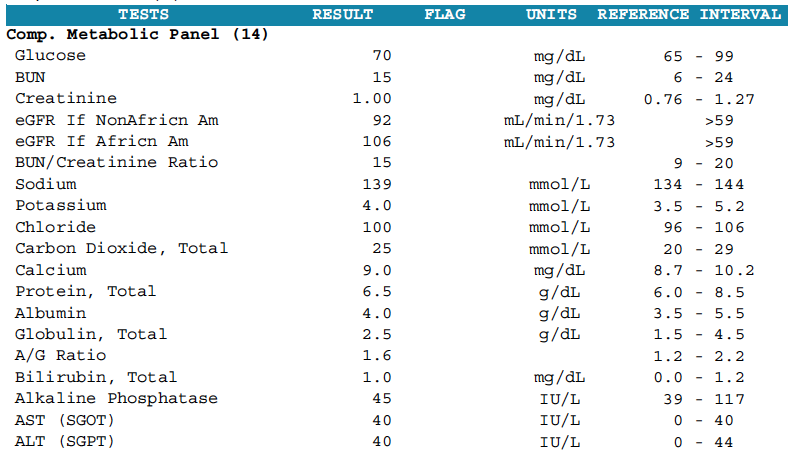 TESTS RESULT FLAG UNITS REFERENCE INTERVAL
Comp. Metabolic Panel (14)
Glucose 70 mg/dL 65 - 99
BUN 15 mg/dL 6 - 24
Creatinine 1.00 mg/dL 0.76 - 1.27
eGFR If NonAfricn Am 92 mL/min/1.73 >59
eGFR If Africn Am 106 mL/min/1.73 >59
BUN/Creatinine Ratio 15 9 - 20
Sodium 139 mmol/L 134 - 144
Potassium 4.0 mmol/L 3.5 - 5.2
Chloride 100 mmol/L 96 - 106
Carbon Dioxide, Total 25 mmol/L 20 - 29
Calcium 9.0 mg/dL 8.7 - 10.2
Protein, Total 6.5 g/dL 6.0 - 8.5
Albumin 4.0 g/dL 3.5 - 5.5
Globulin, Total 2.5 g/dL 1.5 - 4.5
A/G Ratio 1.6 1.2 - 2.2
Bilirubin, Total 1.0 mg/dL 0.0 - 1.2
Alkaline Phosphatase 45 IU/L 39 - 117
AST (SGOT) 40 IU/L 0 - 40
ALT (SGPT) 40 IU/L 0 - 44